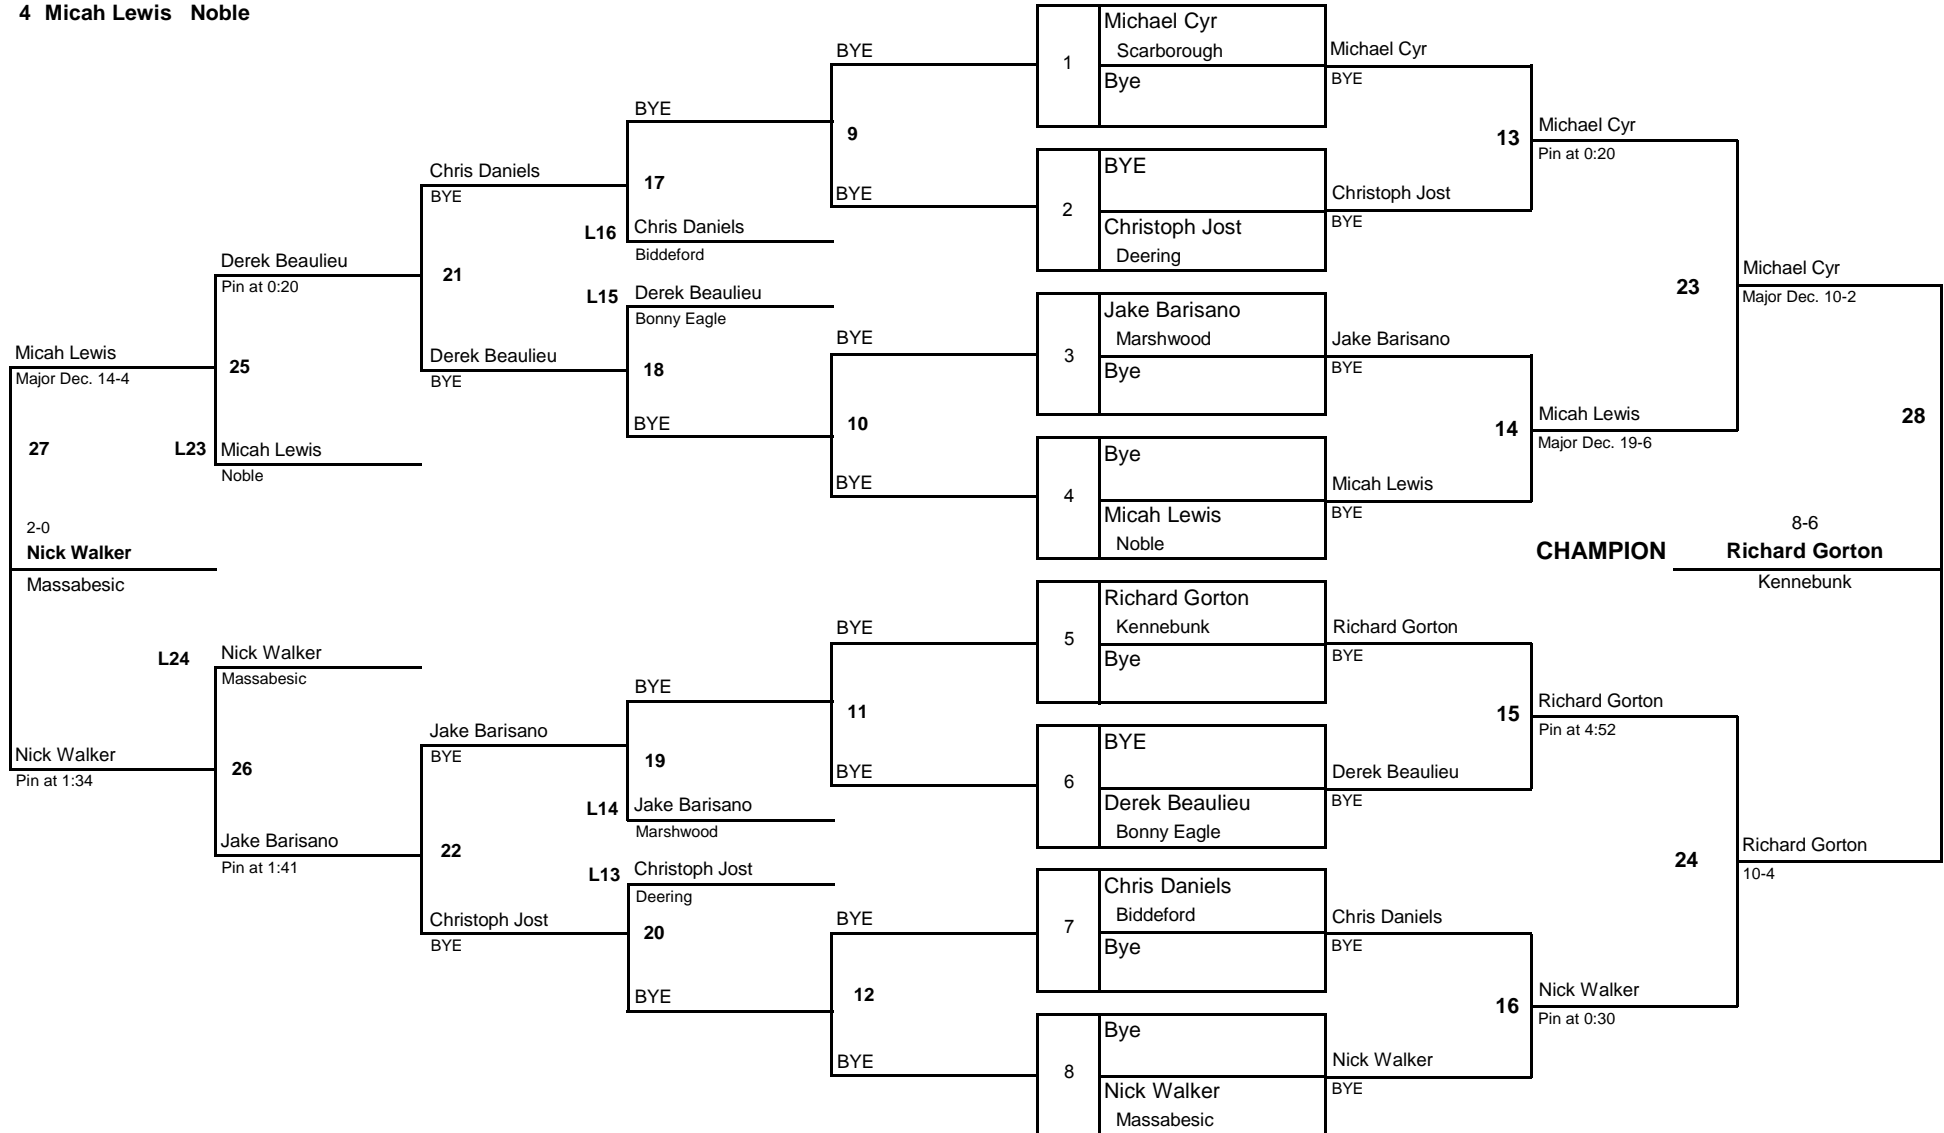 4 Micah Lewis Noble
Micah Lewis
Major Dec. 14-4
27
2-0
Nick Walker
Massabesic
Nick Walker
Pin at 1:34
Derek Beaulieu
Pin at 0:20
25
L23 Micah Lewis
Noble
L24 Nick Walker
Massabesic
26
Jake Barisano
Pin at 1:41
Chris Daniels
BYE
21
Derek Beaulieu
BYE
Jake Barisano
BYE
22
Christoph Jost
BYE
BYE
17
L16 Chris Daniels
Biddeford
L15 Derek Beaulieu
Bonny Eagle
18
BYE
BYE
19
L14 Jake Barisano
Marshwood
L13 Christoph Jost
Deering
20
BYE
BYE
9
BYE
BYE
10
BYE
BYE
11
BYE
BYE
12
BYE
1
Michael Cyr
Scarborough
Bye
2
BYE
Christoph Jost
Deering
3
Jake Barisano
Marshwood
Bye
4
Bye
Micah Lewis
Noble
5
Richard Gorton
Kennebunk
Bye
6
BYE
Derek Beaulieu
Bonny Eagle
7
Chris Daniels
Biddeford
Bye
8
Bye
Nick Walker
Massabesic
Michael Cyr
BYE
13
Christoph Jost
BYE
Jake Barisano
BYE
14
Micah Lewis
BYE
Richard Gorton
BYE
15
Derek Beaulieu
BYE
Chris Daniels
BYE
16
Nick Walker
BYE
Michael Cyr
Pin at 0:20
23
Micah Lewis
Major Dec. 19-6
Richard Gorton
Pin at 4:52
24
Nick Walker
Pin at 0:30
Michael Cyr
Major Dec. 10-2
28
8-6
CHAMPION Richard Gorton
Kennebunk
Richard Gorton
10-4